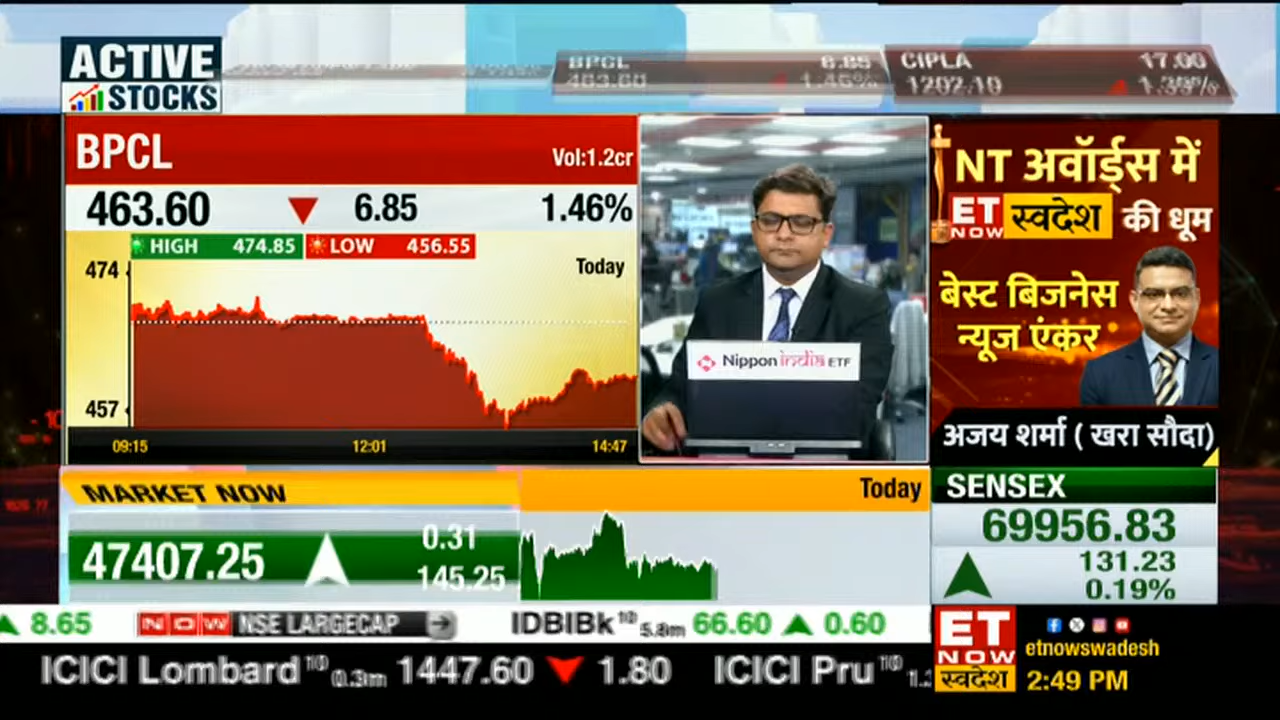 ACTIVE
STOCKS
BPCL 6.85
463.60 1.46%
CIPLA 17.00
1202.10
BPCL
Vol:1.2cr
463.60 6.85 1.46%
HIGH 474.85 LOW 456.55
Today
474
457
09:15 12:01 14:47
Nippon india ETF
NT अवॉर्ड्स में
ET NOW स्वदेश की धूम
बेस्ट बिजनेस
न्यूज एंकर
अजय शर्मा ( खरा सौदा)
MARKET NOW
Today
47407.25
0.31
145.25
SENSEX
69956.83
131.23
0.19%
8.65 NOW NSE LARGECAP IDBIBk 5.8m 66.60 0.60
ICICI Lombard 0.3m 1447.60 1.80 ICICI Pru
ET
NOW
स्वदेश
etnowswadesh
2:49 PM